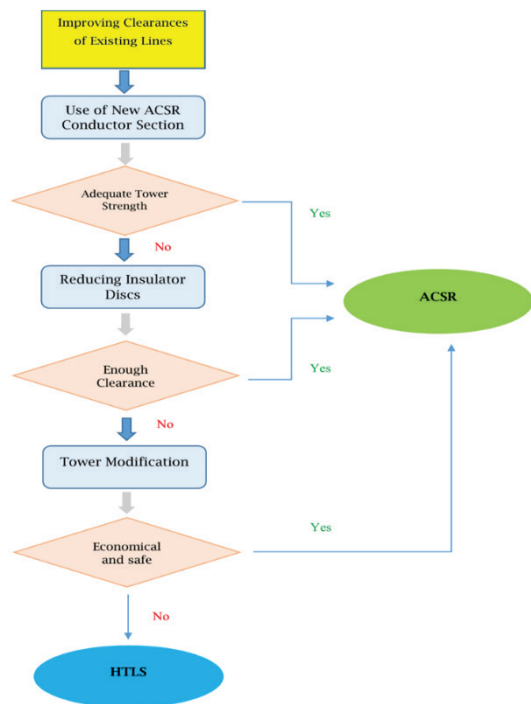 Improving Clearances
of Existing Lines
Use of New ACSR
Conductor Section
Adequate Tower
Strength
Yes
No
Reducing Insulator
Discs
ACSR
Enough
Clearance
Yes
No
Tower Modification
Yes
Economical
and safe
No
HTLS